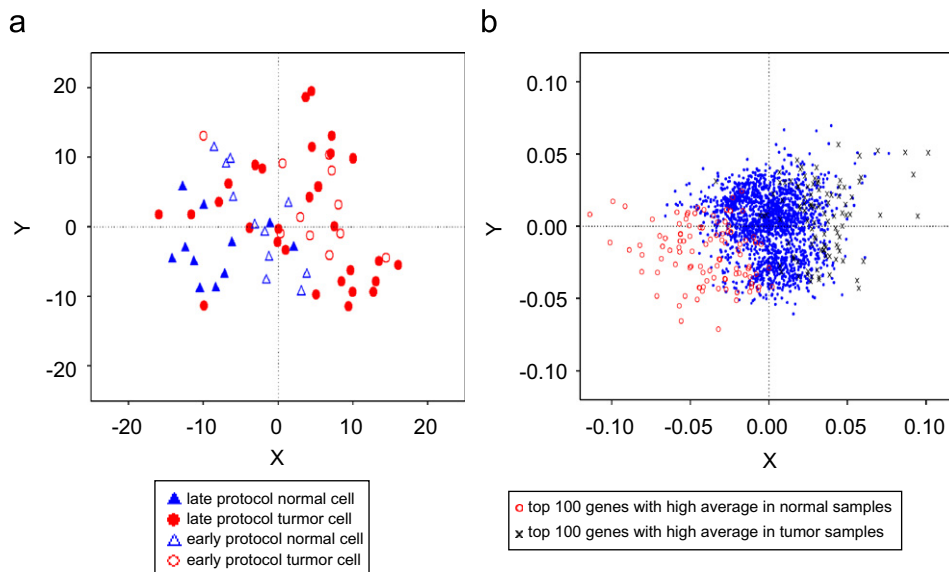 a
Y
20
10
0
-10
-20
-20
-10
0
10
20
X
late protocol normal cell
late protocol turmor cell
early protocol normal cell
early protocol turmor cell
b
Y
0.10
0.05
0.00
-0.05
-0.10
-0.10
-0.05
0.00
0.05
0.10
X
top 100 genes with high average in normal samples
top 100 genes with high average in tumor samples